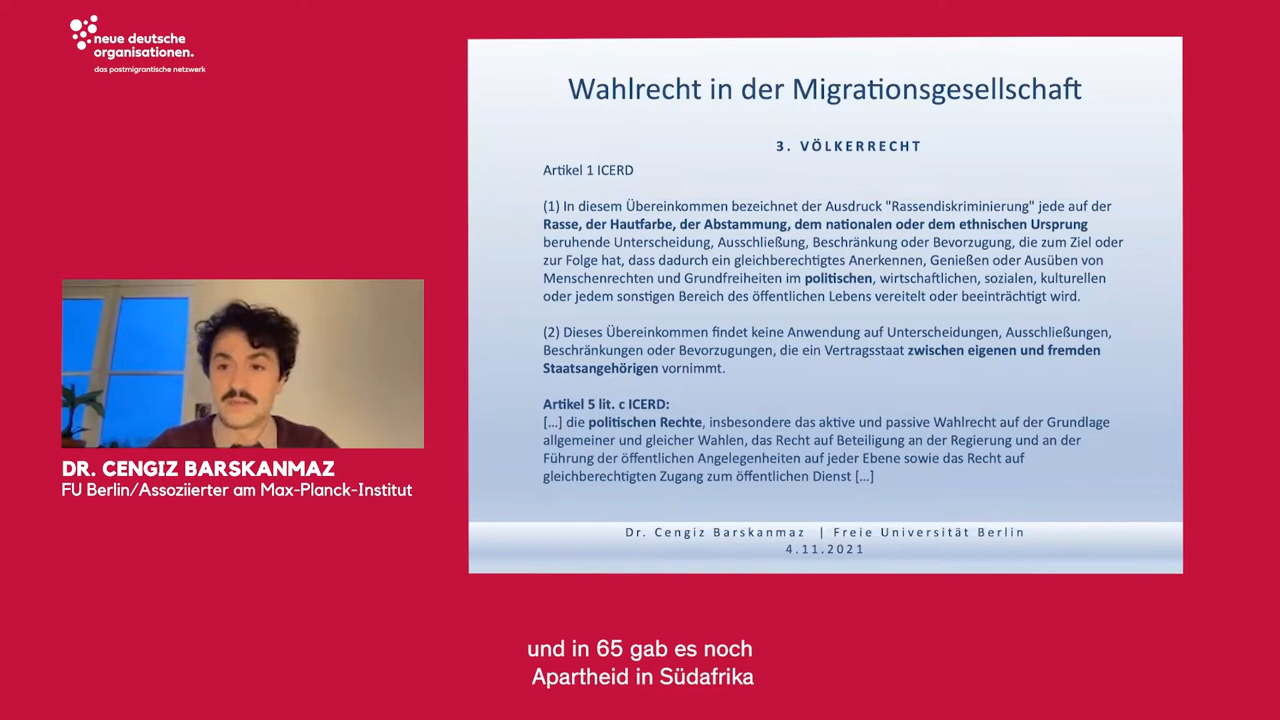 neue deutsche
organisationen.
das postmigrantische netzwerk
Wahlrecht in der Migrationsgesellschaft
3. VÖLKERRECHT
Artikel 1 ICERD
(1) In diesem Übereinkommen bezeichnet der Ausdruck "Rassendiskriminierung" jede auf der
Rasse, der Hautfarbe, der Abstammung, dem nationalen oder dem ethnischen Ursprung
beruhende Unterscheidung, Ausschließung, Beschränkung oder Bevorzugung, die zum Ziel oder
zur Folge hat, dass dadurch ein gleichberechtigtes Anerkennen, Genießen oder Ausüben von
Menschenrechten und Grundfreiheiten im politischen, wirtschaftlichen, sozialen, kulturellen
oder jedem sonstigen Bereich des öffentlichen Lebens vereitelt oder beeinträchtigt wird.
(2) Dieses Übereinkommen findet keine Anwendung auf Unterscheidungen, Ausschließungen,
Beschränkungen oder Bevorzugungen, die ein Vertragsstaat zwischen eigenen und fremden
Staatsangehörigen vornimmt.
Artikel 5 lit. c ICERD:
[...] die politischen Rechte, insbesondere das aktive und passive Wahlrecht auf der Grundlage
allgemeiner und gleicher Wahlen, das Recht auf Beteiligung an der Regierung und an der
Führung der öffentlichen Angelegenheiten auf jeder Ebene sowie das Recht auf
gleichberechtigten Zugang zum öffentlichen Dienst [...]
Dr. Cengiz Barskanmaz | Freie Universität Berlin
4.11.2021
DR. CENGIZ BARSKANMAZ
FU Berlin/Assoziierter am Max-Planck-Institut
und in 65 gab es noch
Apartheid in Südafrika